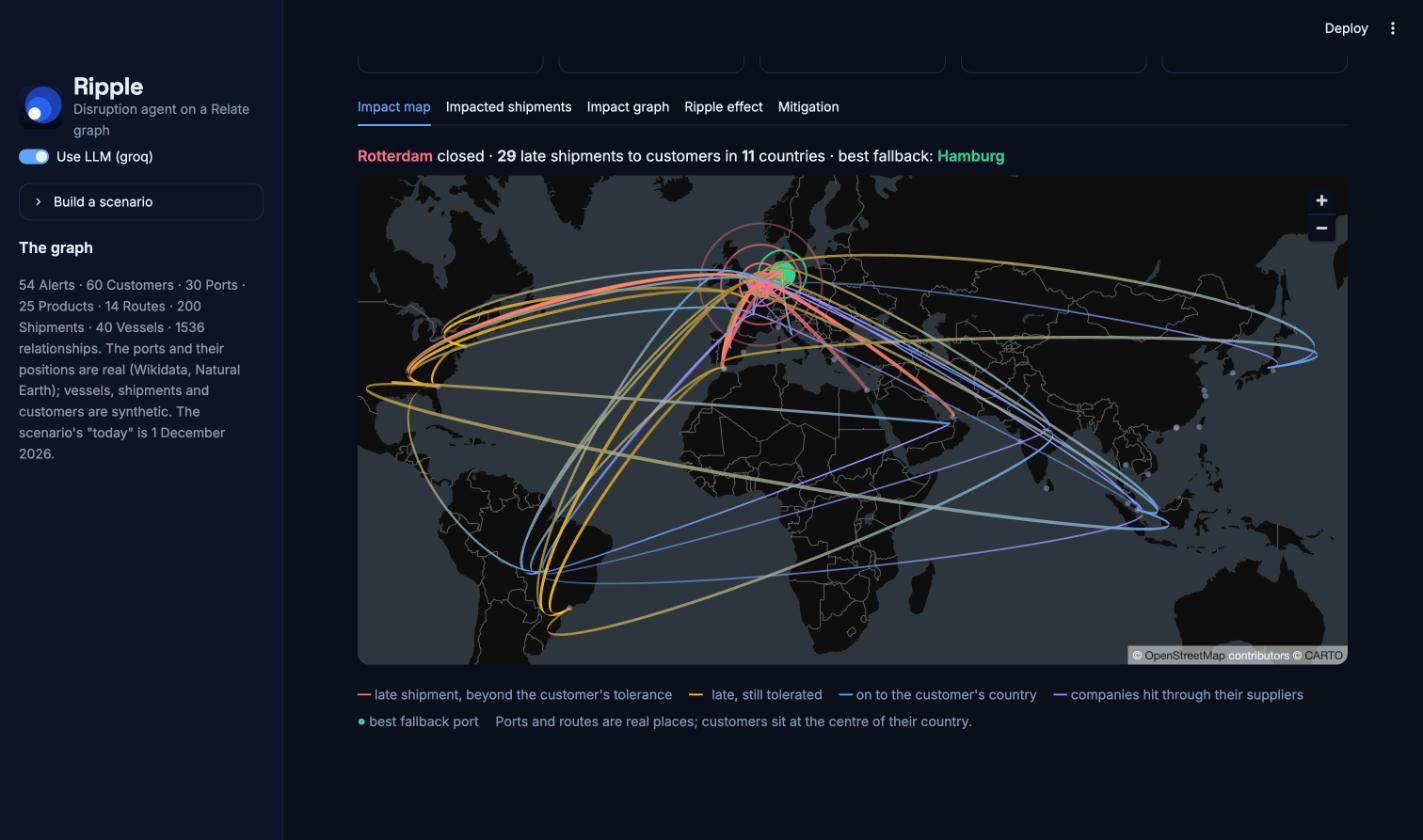 Deploy
Ripple
Disruption agent on a Relate
graph
Use LLM (groq)
Build a scenario
The graph
54 Alerts · 60 Customers · 30 Ports ·
25 Products · 14 Routes · 200
Shipments · 40 Vessels · 1536
relationships. The ports and their
positions are real (Wikidata, Natural
Earth); vessels, shipments and
customers are synthetic. The
scenario's "today" is 1 December
2026.
Impact map Impacted shipments Impact graph Ripple effect Mitigation
Rotterdam closed · 29 late shipments to customers in 11 countries · best fallback: Hamburg
+
−
© OpenStreetMap contributors © CARTO
late shipment, beyond the customer's tolerance late, still tolerated on to the customer's country companies hit through their suppliers
best fallback port Ports and routes are real places; customers sit at the centre of their country.